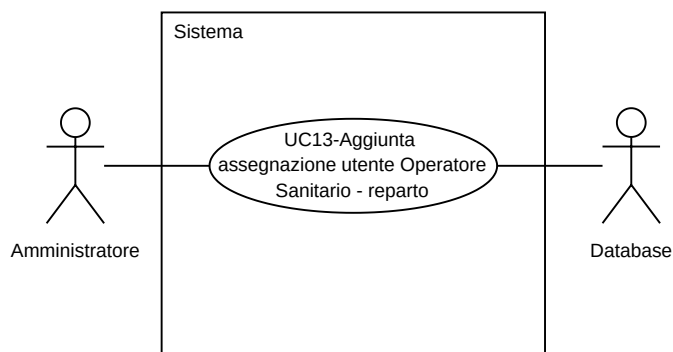 Sistema
UC13-Aggiunta
assegnazione utente Operatore
Sanitario - reparto
Amministratore
Database